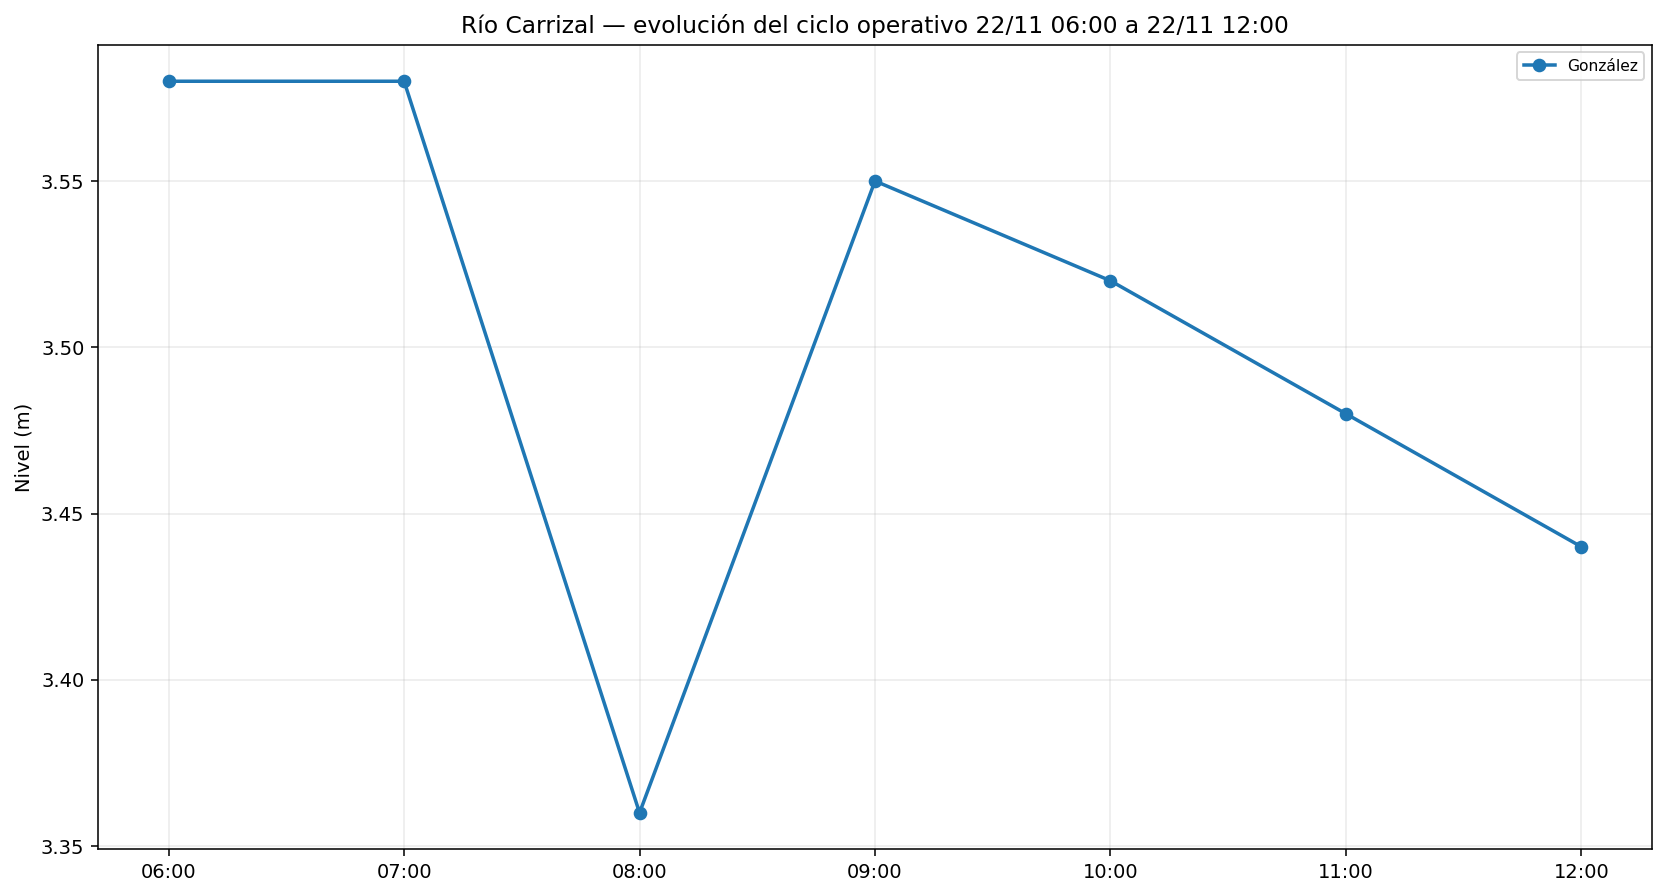 Río Carrizal — evolución del ciclo operativo 22/11 06:00 a 22/11 12:00
González
Nivel (m)
3.55
3.50
3.45
3.40
3.35
06:00 07:00 08:00 09:00 10:00 11:00 12:00